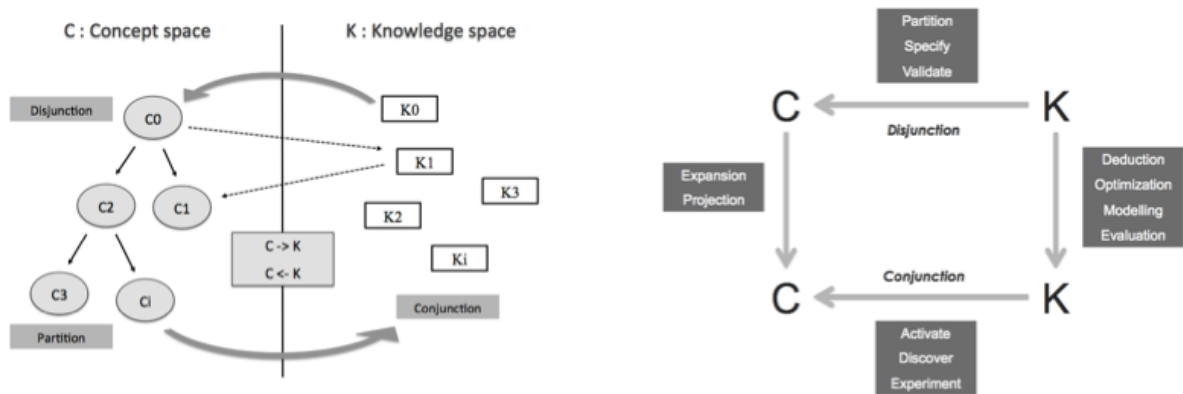 C : Concept space
K : Knowledge space
Disjunction
C0
K0
K1
C2
C1
K2
K3
C -> K
C <- K
Ki
C3
Ci
Partition
Conjunction
Partition
Specify
Validate
C
K
Disjunction
Expansion
Projection
Deduction
Optimization
Modelling
Evaluation
Conjunction
C
K
Activate
Discover
Experiment